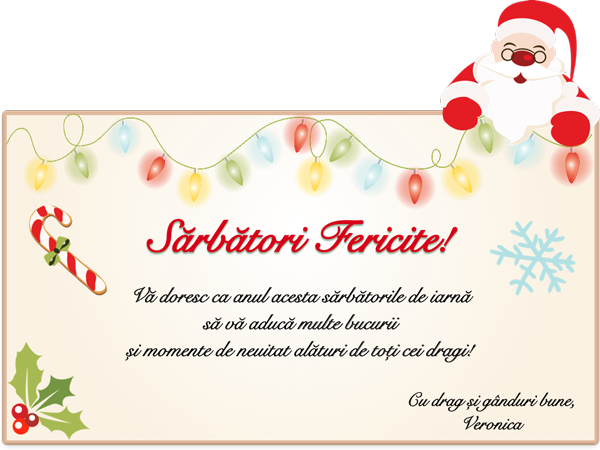 Sărbători Fericite!
Vă doresc ca anul acesta sărbătorile de iarnă
să vă aducă multe bucurii
și momente de neuitat alături de toți cei dragi!
Cu drag și gânduri bune,
Veronica